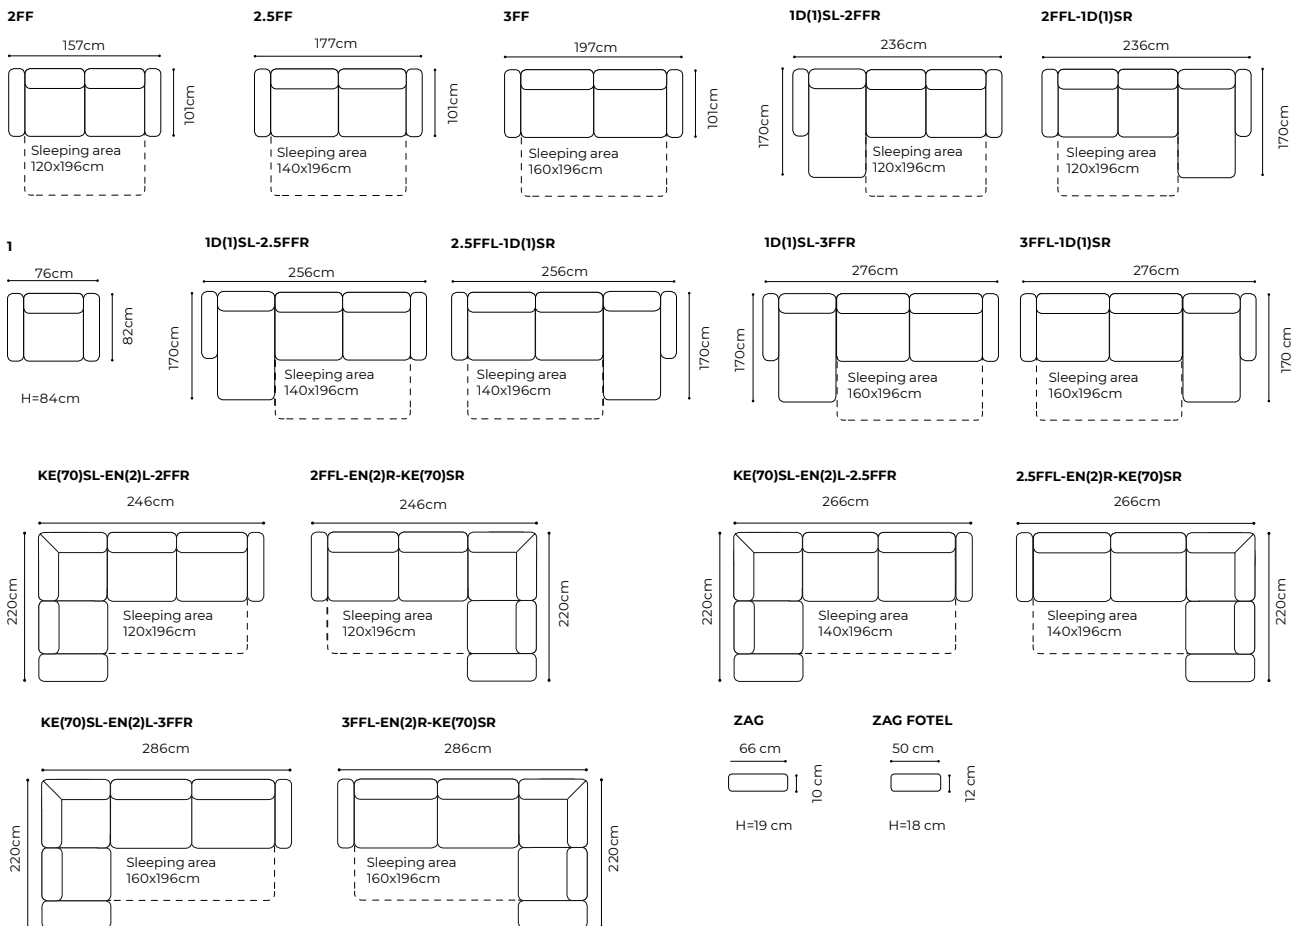 2FF
157cm
101cm
Sleeping area
120x196cm
2.5FF
177cm
101cm
Sleeping area
140x196cm
3FF
197cm
101cm
Sleeping area
160x196cm
1D(1)SL-2FFR
236cm
170cm
Sleeping area
120x196cm
2FFL-1D(1)SR
236cm
170cm
Sleeping area
120x196cm
1
76cm
82cm
H=84cm
1D(1)SL-2.5FFR
256cm
170cm
Sleeping area
140x196cm
2.5FFL-1D(1)SR
256cm
170cm
Sleeping area
140x196cm
1D(1)SL-3FFR
276cm
170cm
Sleeping area
160x196cm
3FFL-1D(1)SR
276cm
170 cm
Sleeping area
160x196cm
KE(70)SL-EN(2)L-2FFR
246cm
220cm
Sleeping area
120x196cm
2FFL-EN(2)R-KE(70)SR
246cm
220cm
Sleeping area
120x196cm
KE(70)SL-EN(2)L-2.5FFR
266cm
220cm
Sleeping area
140x196cm
2.5FFL-EN(2)R-KE(70)SR
266cm
220cm
Sleeping area
140x196cm
KE(70)SL-EN(2)L-3FFR
286cm
220cm
Sleeping area
160x196cm
3FFL-EN(2)R-KE(70)SR
286cm
220cm
Sleeping area
160x196cm
ZAG
66 cm
10 cm
H=19 cm
ZAG FOTEL
50 cm
12 cm
H=18 cm